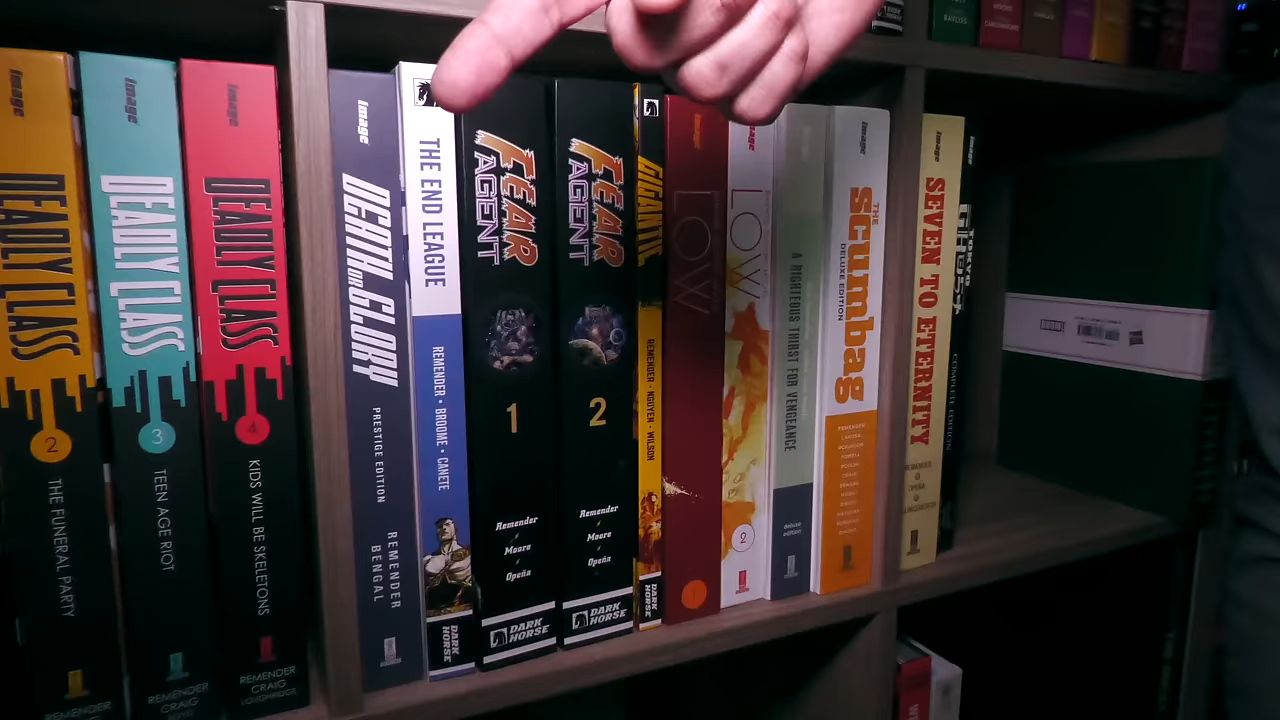 image
DEADLY CLASS
2
THE FUNERAL PARTY
REMENDER
image
DEADLY CLASS
3
TEEN AGE RIOT
REMENDER
CRAIG
image
DEADLY CLASS
4
KIDS WILL BE SKELETONS
REMENDER
CRAIG
LOUGHRIDGE
image
DEATH OR GLORY
PRESTIGE EDITION
REMENDER
BENGAL
THE END LEAGUE
REMENDER • BROOME • CANETE
DARK
HORSE
FEAR
AGENT
1
Remender
Moore
Opeña
DARK
HORSE
FEAR
AGENT
2
Remender
Moore
Opeña
DARK
HORSE
GIGANTIC
REMENDER • NGUYEN • WILSON
DARK
HORSE
image
LOW
1
image
LOW
2
A RIGHTEOUS THIRST FOR VENGEANCE
deluxe
edition
image
THE
scumbag
DELUXE EDITION
REMENDER
image
SEVEN TO ETERNITY
REMENDER
OPEÑA
HOLLINGSWORTH
image
TOKYO
GHOST
COMPLETE EDITION
BAYLISS